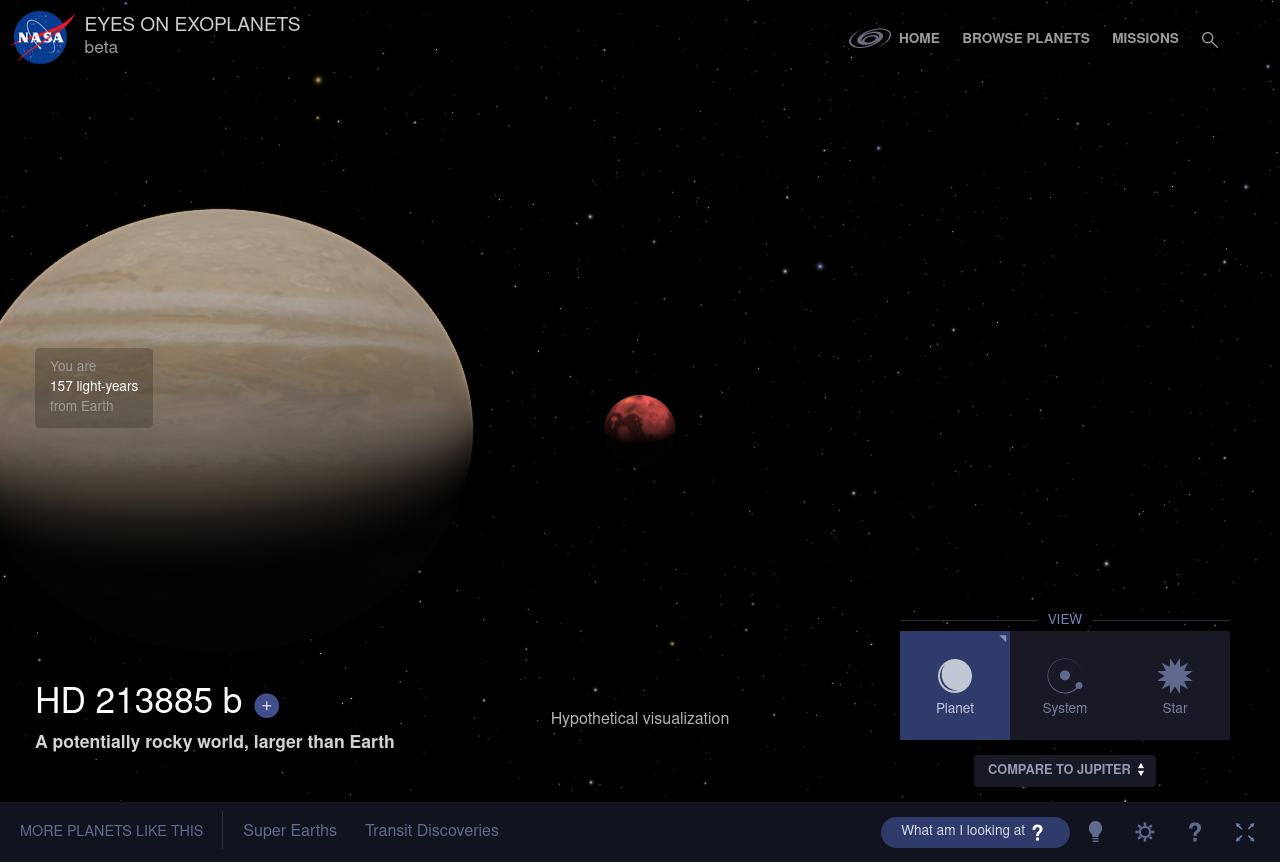 NASA
EYES ON EXOPLANETS
beta
HOME
BROWSE PLANETS
MISSIONS
You are
157 light-years
from Earth
HD 213885 b +
A potentially rocky world, larger than Earth
Hypothetical visualization
VIEW
Planet
System
Star
COMPARE TO JUPITER
MORE PLANETS LIKE THIS
Super Earths
Transit Discoveries
What am I looking at ?
?